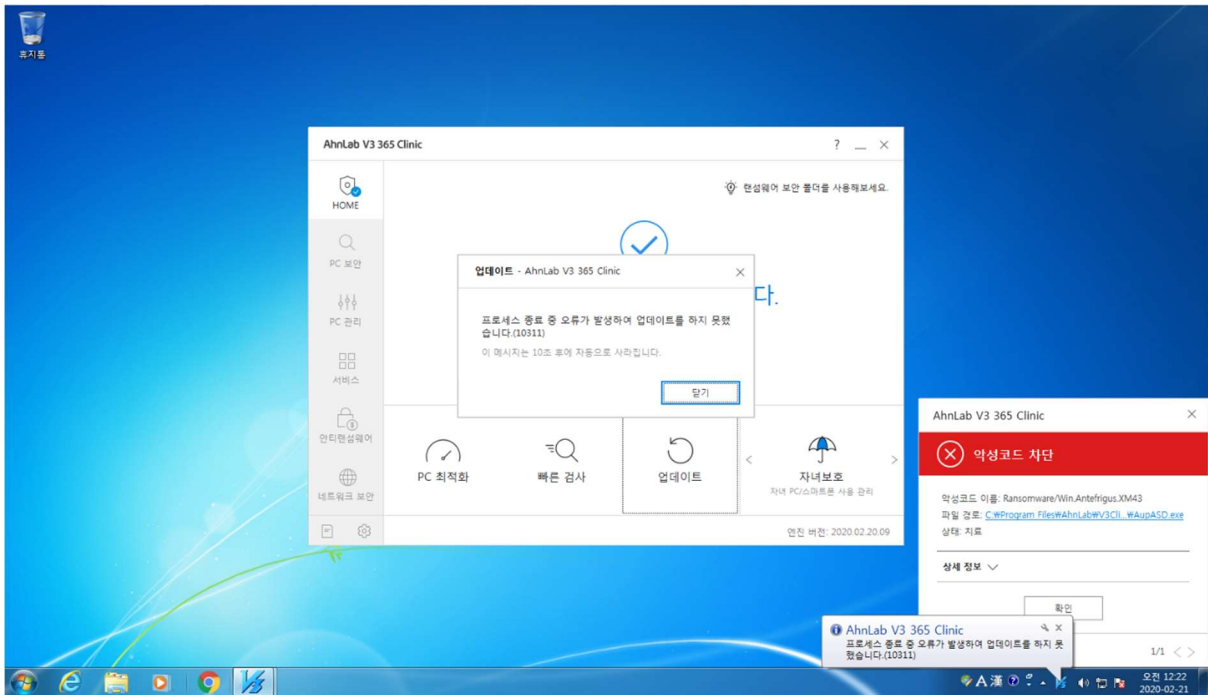 휴지통
AhnLab V3 365 Clinic
HOME
랜섬웨어 보안 폴더를 사용해보세요.
PC 보안
PC 관리
서비스
안티랜섬웨어
네트워크 보안
다.
업데이트 - AhnLab V3 365 Clinic
프로세스 종료 중 오류가 발생하여 업데이트를 하지 못했
습니다.(10311)
이 메시지는 10초 후에 자동으로 사라집니다.
닫기
PC 최적화
빠른 검사
업데이트
자녀보호
자녀 PC/스마트폰 사용 관리
엔진 버전: 2020.02.20.09
AhnLab V3 365 Clinic
악성코드 차단
악성코드 이름: Ransomware/Win.Antefrigus.XM43
파일 경로: C:₩Program Files₩AhnLab₩V3Cli...₩AupASD.exe
상태: 치료
상세 정보
확인
1/1
AhnLab V3 365 Clinic
프로세스 종료 중 오류가 발생하여 업데이트를 하지 못
했습니다.(10311)
A 漢
오전 12:22
2020-02-21